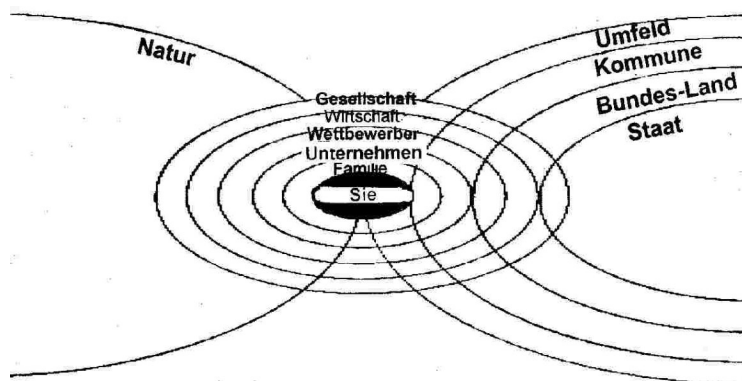 Natur
Umfeld
Kommune
Bundes-Land
Staat
Gesellschaft
Wirtschaft
Wettbewerber
Unternehmen
Familie
Sie